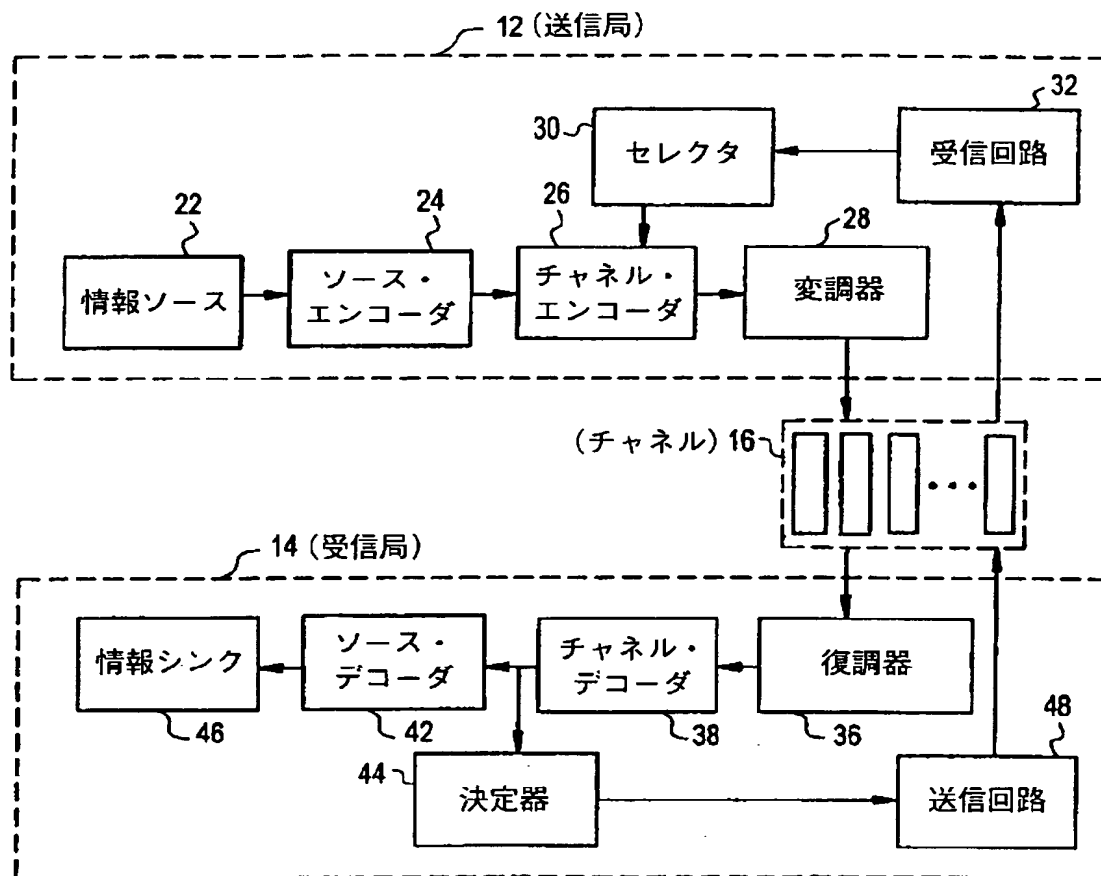 12 (送信局)
32
30
セレクタ
受信回路
22
24
26
28
情報ソース
ソース・
エンコーダ
チャネル・
エンコーダ
変調器
(チャネル) 16
14 (受信局)
情報シンク
ソース・
デコーダ
チャネル・
デコーダ
復調器
46
42
38
36
48
44
決定器
送信回路